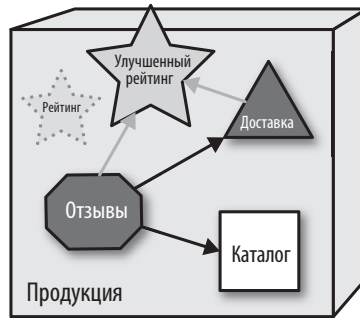 Улучшенный
рейтинг
Рейтинг
Доставка
Отзывы
Каталог
Продукция